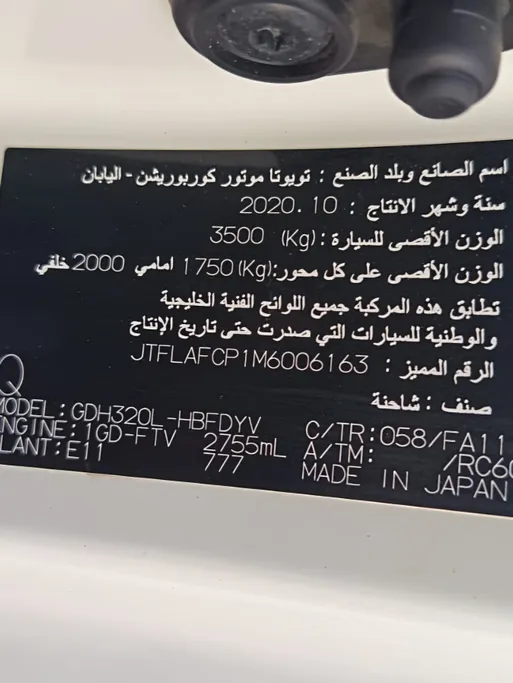 اسم الصانع وبلد الصنع : تويوتا موتور كوربوريشن - اليابان
سنة وشهر الانتاج : 2020.10
الوزن الأقصى للسيارة :(Kg) 3500
الوزن الأقصى على كل محور:(Kg)1750 امامي 2000 خلفي
تطابق هذه المركبة جميع اللوائح الفنية الخليجية
والوطنية للسيارات التي صدرت حتى تاريخ الإنتاج
الرقم المميز : JTFLAFCP1M6006163
صنف : شاحنة
Q
MODEL:GDH320L-HBFDYV C/TR:058/FA11
ENGINE:1GD-FTV 2755mL A/TM: /RC60
PLANT:E11 777 MADE IN JAPAN